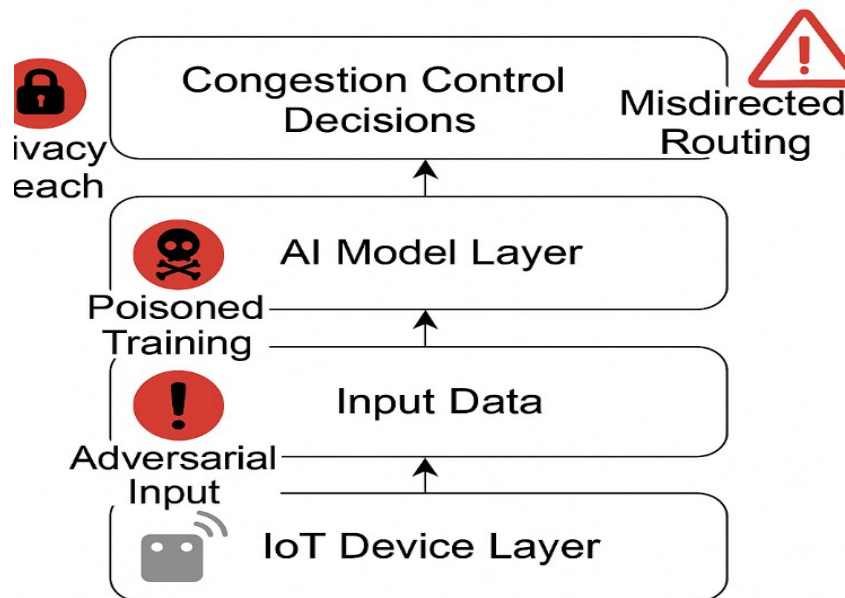 Congestion Control
Decisions
Misdirected
Routing
ivacy
each
AI Model Layer
Poisoned
Training
Input Data
Adversarial
Input
IoT Device Layer